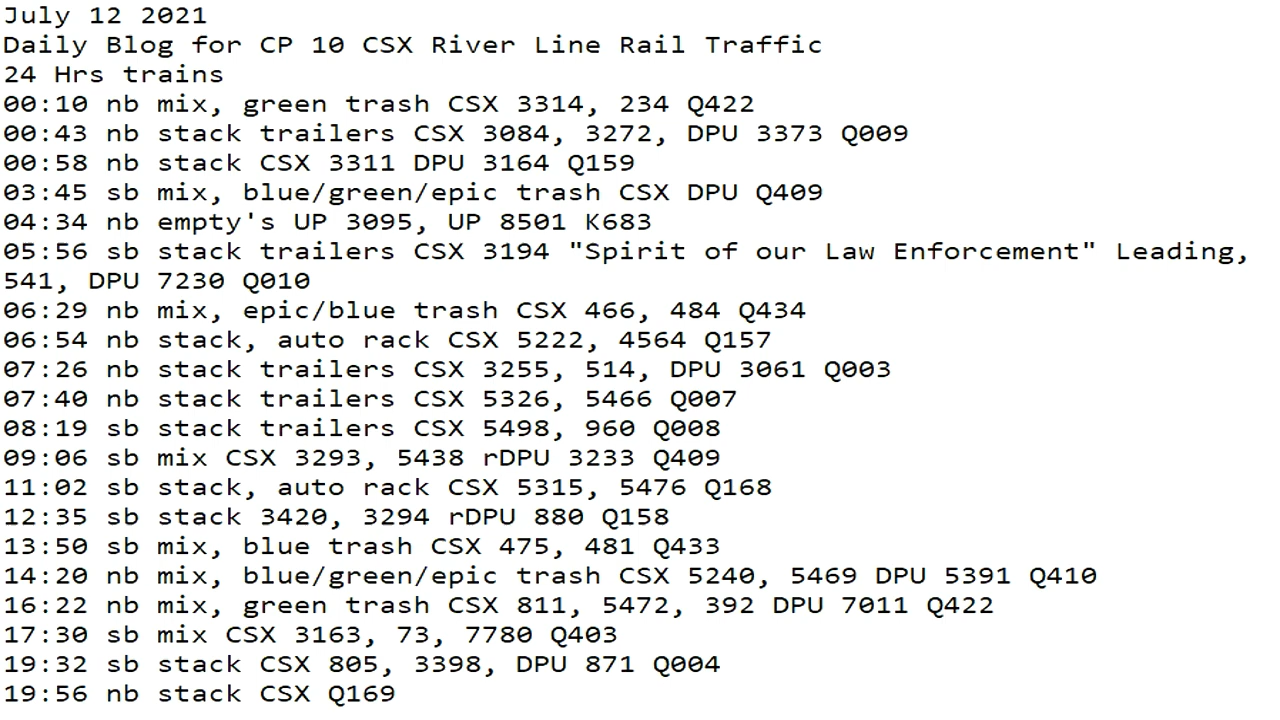 July 12 2021
Daily Blog for CP 10 CSX River Line Rail Traffic
24 Hrs trains
00:10 nb mix, green trash CSX 3314, 234 Q422
00:43 nb stack trailers CSX 3084, 3272, DPU 3373 Q009
00:58 nb stack CSX 3311 DPU 3164 Q159
03:45 sb mix, blue/green/epic trash CSX DPU Q409
04:34 nb empty's UP 3095, UP 8501 K683
05:56 sb stack trailers CSX 3194 "Spirit of our Law Enforcement" Leading,
541, DPU 7230 Q010
06:29 nb mix, epic/blue trash CSX 466, 484 Q434
06:54 nb stack, auto rack CSX 5222, 4564 Q157
07:26 nb stack trailers CSX 3255, 514, DPU 3061 Q003
07:40 nb stack trailers CSX 5326, 5466 Q007
08:19 sb stack trailers CSX 5498, 960 Q008
09:06 sb mix CSX 3293, 5438 rDPU 3233 Q409
11:02 sb stack, auto rack CSX 5315, 5476 Q168
12:35 sb stack 3420, 3294 rDPU 880 Q158
13:50 sb mix, blue trash CSX 475, 481 Q433
14:20 nb mix, blue/green/epic trash CSX 5240, 5469 DPU 5391 Q410
16:22 nb mix, green trash CSX 811, 5472, 392 DPU 7011 Q422
17:30 sb mix CSX 3163, 73, 7780 Q403
19:32 sb stack CSX 805, 3398, DPU 871 Q004
19:56 nb stack CSX Q169